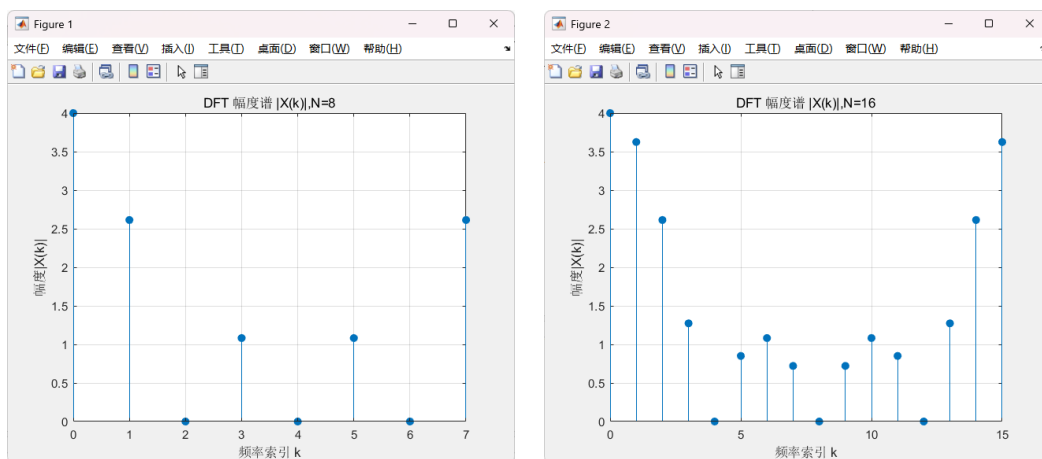 Figure 1
文件(F) 编辑(E) 查看(V) 插入(I) 工具(T) 桌面(D) 窗口(W) 帮助(H)
DFT 幅度谱 |X(k)|,N=8
4
3.5
3
2.5
2
1.5
1
0.5
0
幅度|X(k)|
0 1 2 3 4 5 6 7
频率索引 k
Figure 2
文件(F) 编辑(E) 查看(V) 插入(I) 工具(T) 桌面(D) 窗口(W) 帮助(H)
DFT 幅度谱 |X(k)|,N=16
4
3.5
3
2.5
2
1.5
1
0.5
0
幅度|X(k)|
0 5 10 15
频率索引 k